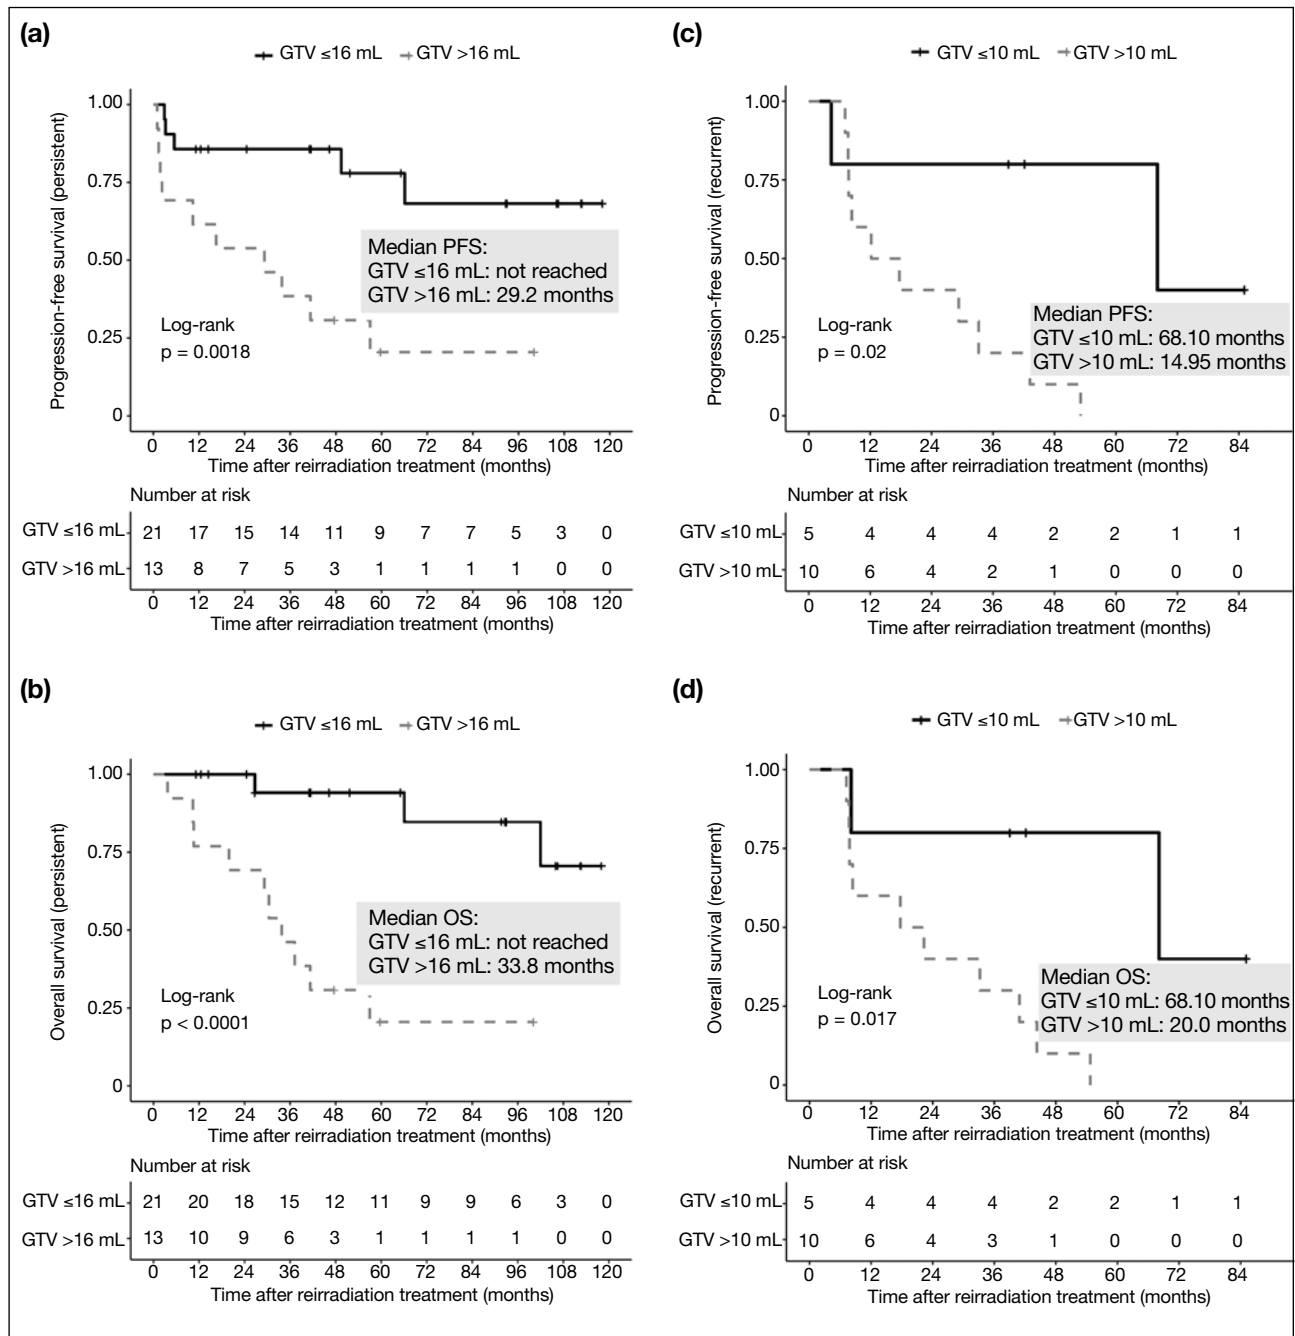 (a)
GTV ≤16 mL GTV >16 mL
Progression-free survival (persistent)
1.00
0.75
0.50
0.25
0
Median PFS:
GTV ≤16 mL: not reached
GTV >16 mL: 29.2 months
Log-rank
p = 0.0018
0 12 24 36 48 60 72 84 96 108 120
Time after reirradiation treatment (months)
Number at risk
GTV ≤16 mL 21 17 15 14 11 9 7 7 5 3 0
GTV >16 mL 13 8 7 5 3 1 1 1 1 0 0
0 12 24 36 48 60 72 84 96 108 120
Time after reirradiation treatment (months)
(c)
GTV ≤10 mL GTV >10 mL
Progression-free survival (recurrent)
1.00
0.75
0.50
0.25
0
Median PFS:
GTV ≤10 mL: 68.10 months
GTV >10 mL: 14.95 months
Log-rank
p = 0.02
0 12 24 36 48 60 72 84
Time after reirradiation treatment (months)
Number at risk
GTV ≤10 mL 5 4 4 4 2 2 1 1
GTV >10 mL 10 6 4 2 1 0 0 0
0 12 24 36 48 60 72 84
Time after reirradiation treatment (months)
(b)
GTV ≤16 mL GTV >16 mL
Overall survival (persistent)
1.00
0.75
0.50
0.25
0
Median OS:
GTV ≤16 mL: not reached
GTV >16 mL: 33.8 months
Log-rank
p < 0.0001
0 12 24 36 48 60 72 84 96 108 120
Time after reirradiation treatment (months)
Number at risk
GTV ≤16 mL 21 20 18 15 12 11 9 9 6 3 0
GTV >16 mL 13 10 9 6 3 1 1 1 1 0 0
0 12 24 36 48 60 72 84 96 108 120
Time after reirradiation treatment (months)
(d)
GTV ≤10 mL GTV >10 mL
Overall survival (recurrent)
1.00
0.75
0.50
0.25
0
Median OS:
GTV ≤10 mL: 68.10 months
GTV >10 mL: 20.0 months
Log-rank
p = 0.017
0 12 24 36 48 60 72 84
Time after reirradiation treatment (months)
Number at risk
GTV ≤10 mL 5 4 4 4 2 2 1 1
GTV >10 mL 10 6 4 3 1 0 0 0
0 12 24 36 48 60 72 84
Time after reirradiation treatment (months)